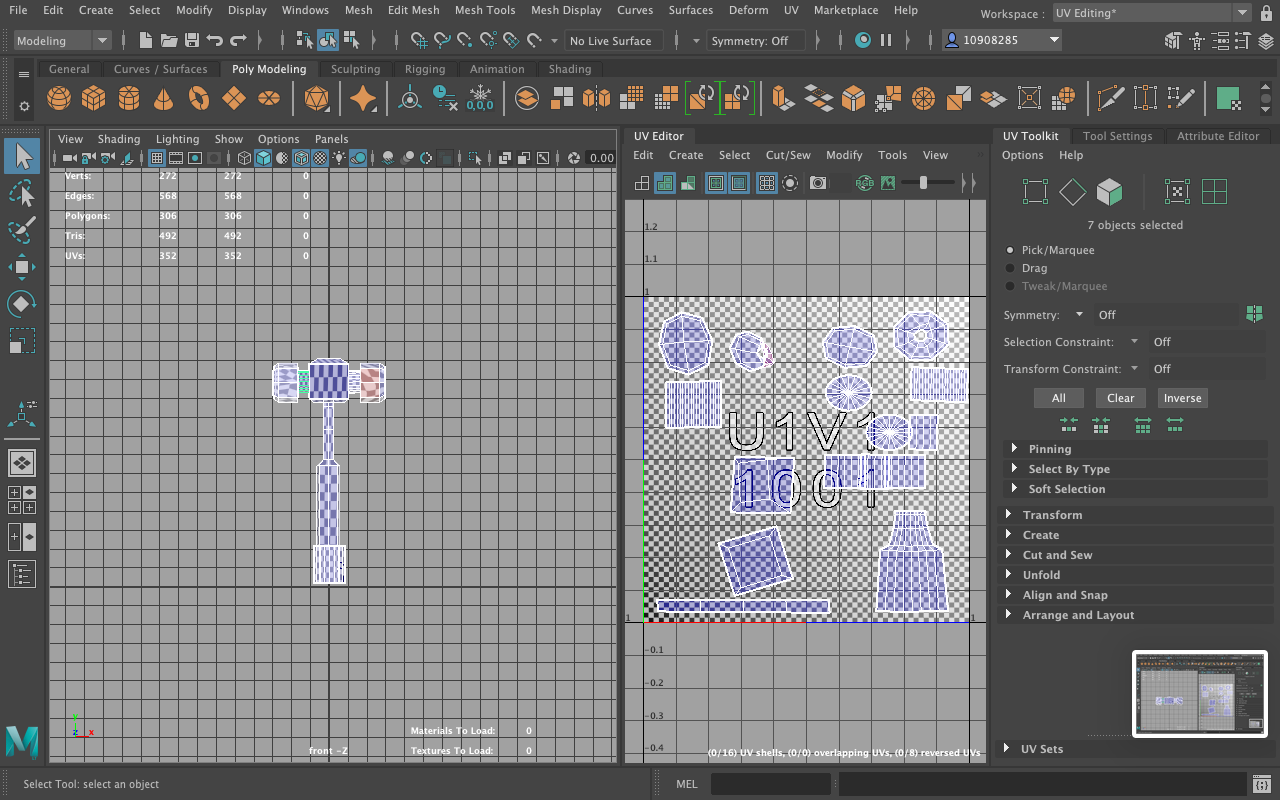 File Edit Create Select Modify Display Windows Mesh Edit Mesh Mesh Tools Mesh Display Curves Surfaces Deform UV Marketplace Help Workspace : UV Editing*
Modeling No Live Surface Symmetry: Off 10908285
General Curves / Surfaces Poly Modeling Sculpting Rigging Animation Shading
0,0,0
View Shading Lighting Show Options Panels
0.00
Verts: 272 272 0
Edges: 568 568 0
Polygons: 306 306 0
Tris: 492 492 0
UVs: 352 352 0
Y
Z X
Materials To Load: 0
front -Z Textures To Load: 0
UV Editor
Edit Create Select Cut/Sew Modify Tools View
RGB
1.2
1.1
1
U1V1
1001
1 1
-0.1
-0.2
-0.3
-0.4
(0/16) UV shells, (0/0) overlapping UVs, (0/8) reversed UVs
UV Toolkit Tool Settings Attribute Editor
Options Help
7 objects selected
Pick/Marquee
Drag
Tweak/Marquee
Symmetry: Off
Selection Constraint: Off
Transform Constraint: Off
All Clear Inverse
Pinning
Select By Type
Soft Selection
Transform
Create
Cut and Sew
Unfold
Align and Snap
Arrange and Layout
UV Sets
Select Tool: select an object MEL